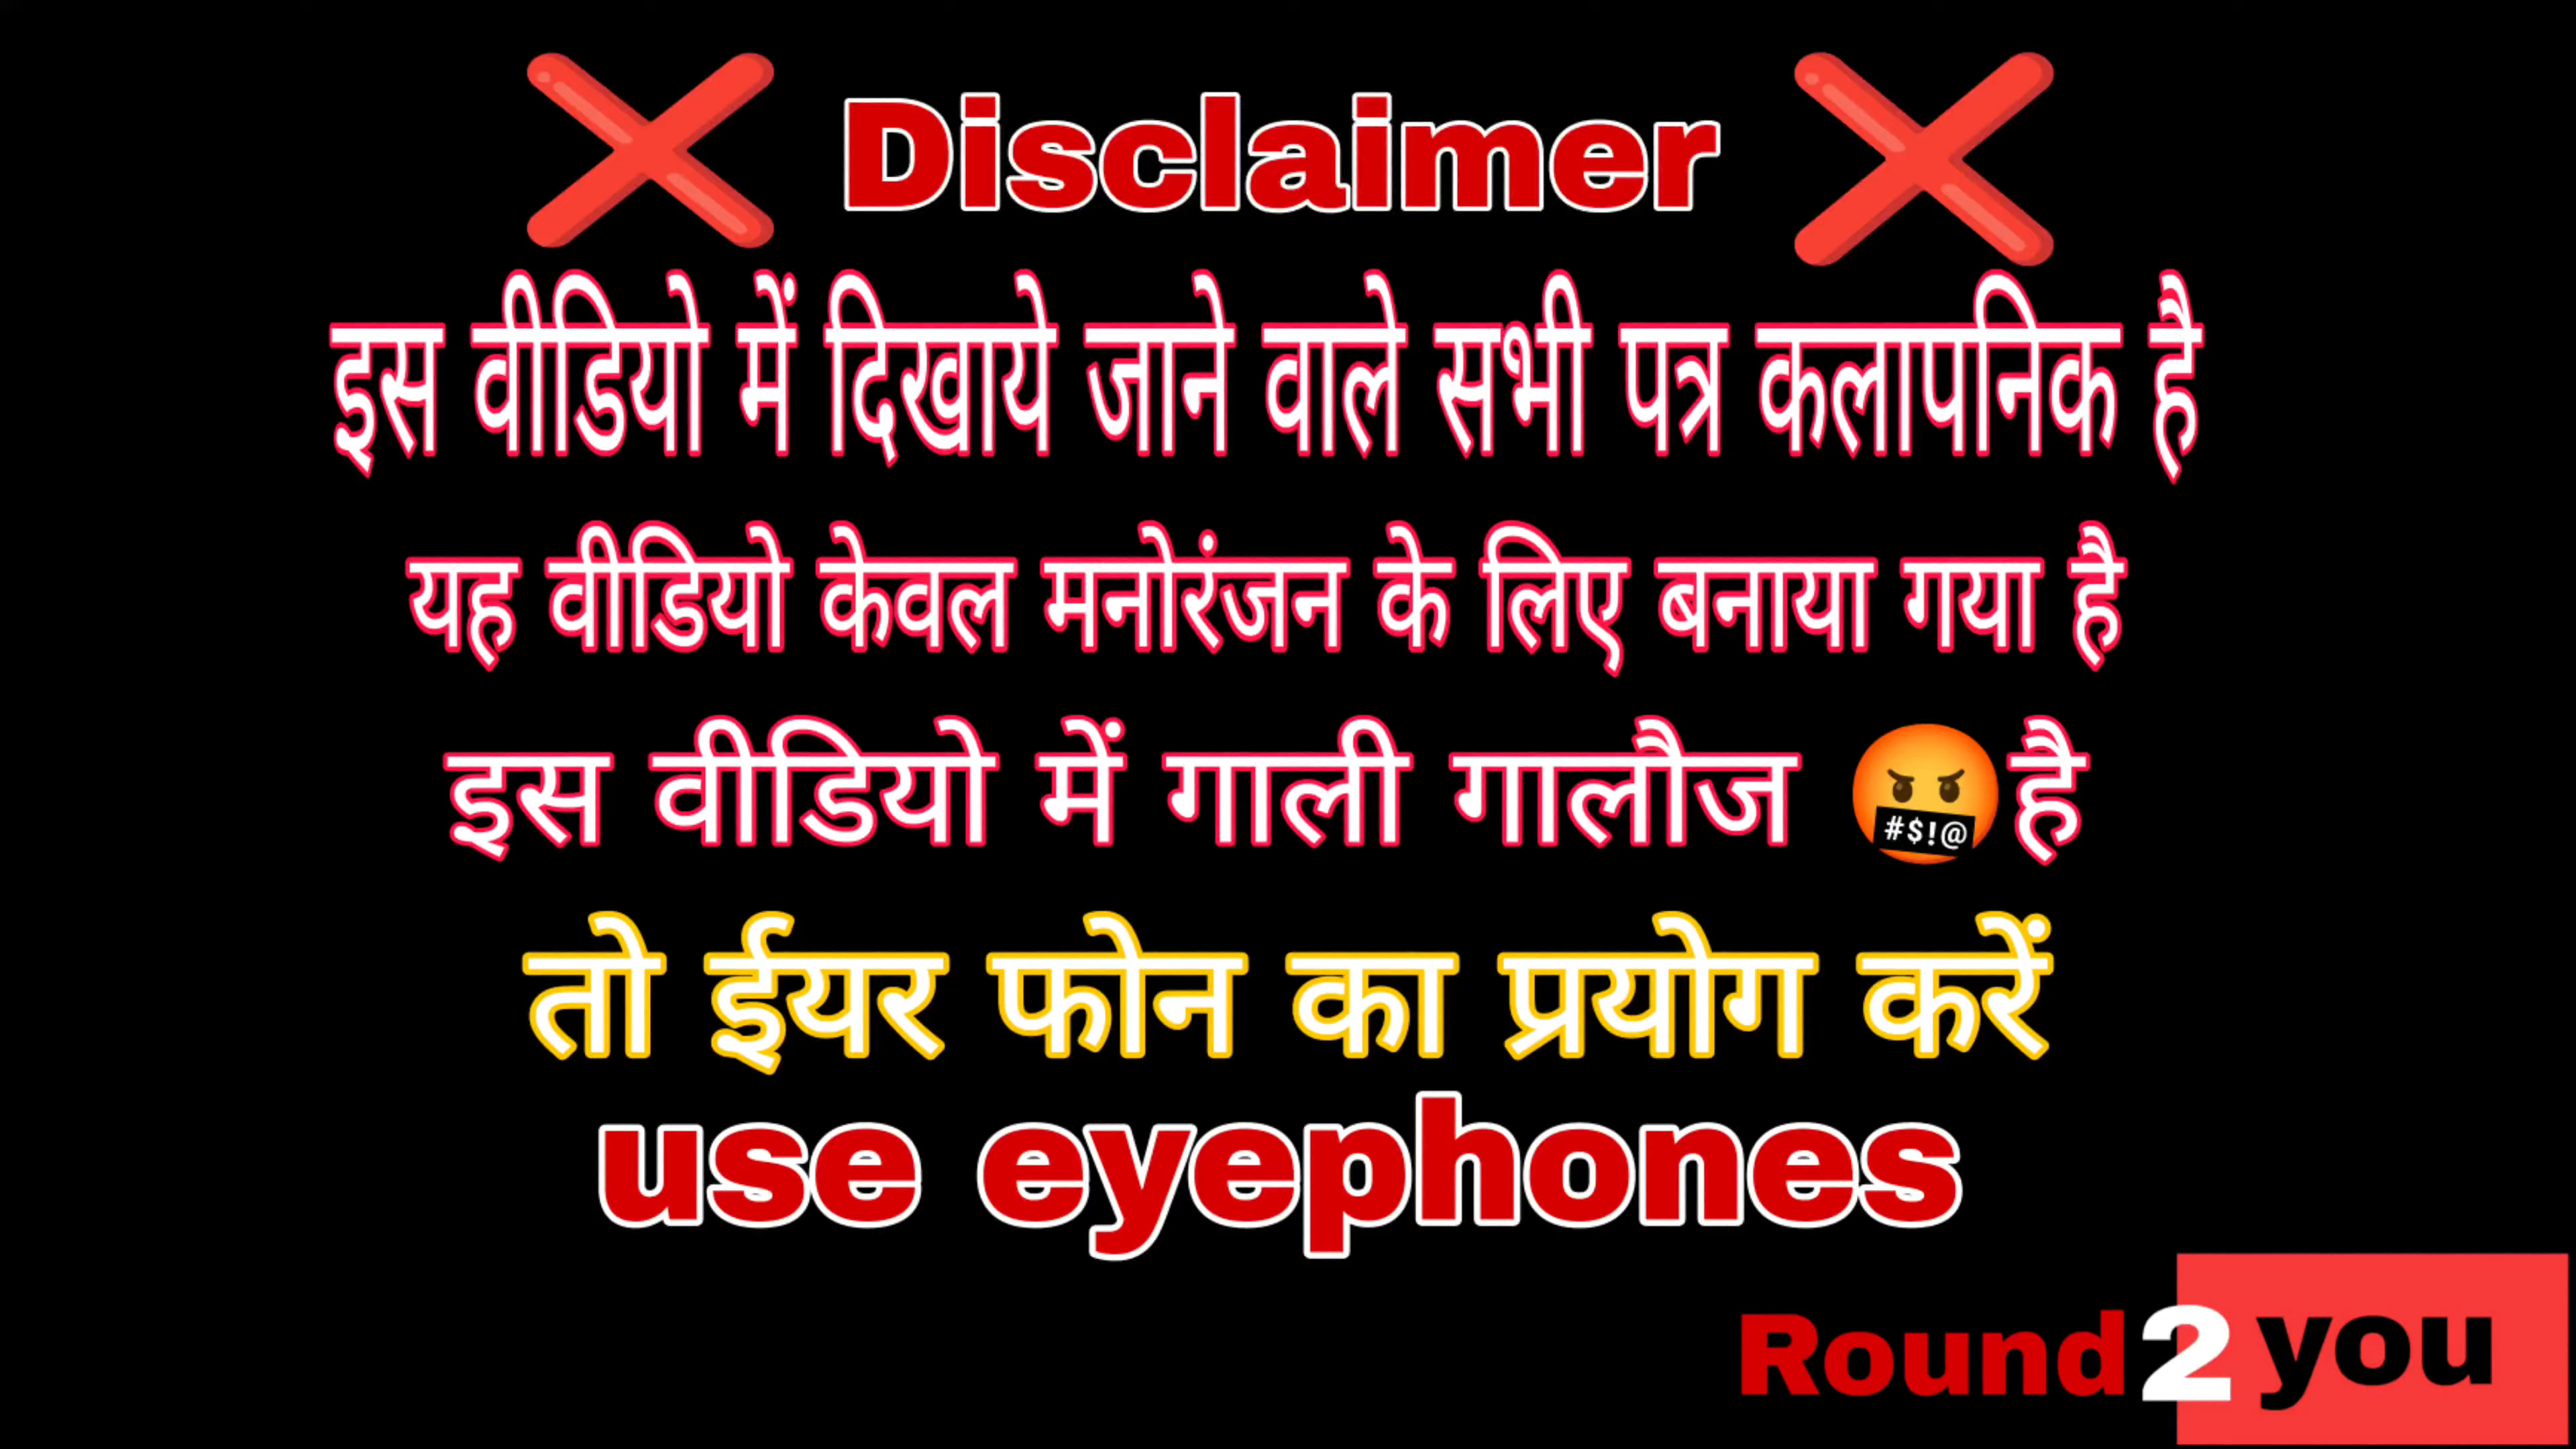 Disclaimer
इस वीडियो में दिखाये जाने वाले सभी पत्र कलापनिक है
यह वीडियो केवल मनोरंजन के लिए बनाया गया है
इस वीडियो में गाली गालौज 🤬है
तो ईयर फोन का प्रयोग करें
use eyephones
Round2you